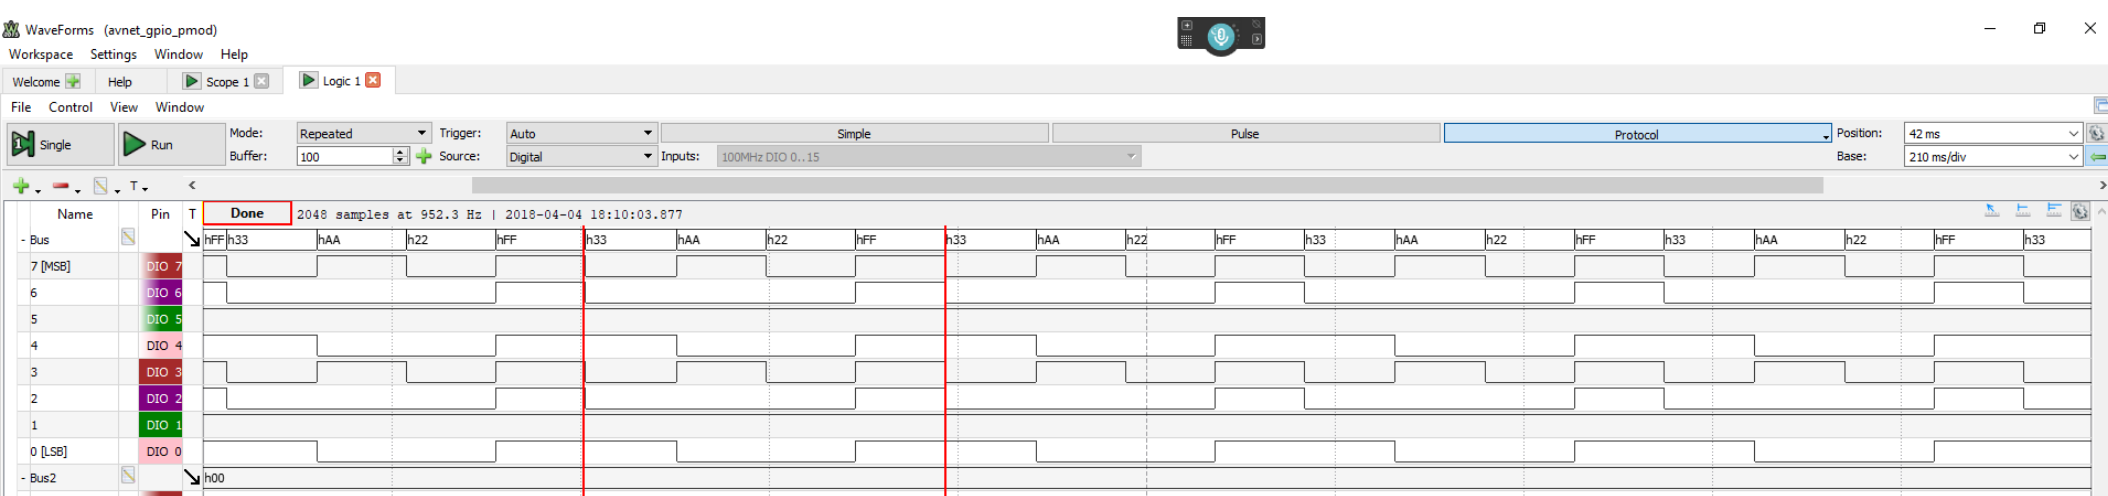 WaveForms (avnet_gpio_pmod)
Workspace Settings Window Help
Welcome Help Scope 1 Logic 1
File Control View Window
Single Run Mode: Repeated Trigger: Auto Simple Pulse Protocol Position: 42 ms
Buffer: 100 Source: Digital Inputs: 100MHz DIO 0..15 Base: 210 ms/div
T
Name Pin T Done 2048 samples at 952.3 Hz | 2018-04-04 18:10:03.877
- Bus hFF h33 hAA h22 hFF h33 hAA h22 hFF h33 hAA h22 hFF h33 hAA h22 hFF h33 hAA h22 hFF h33
7 [MSB] DIO 7
6 DIO 6
5 DIO 5
4 DIO 4
3 DIO 3
2 DIO 2
1 DIO 1
0 [LSB] DIO 0
- Bus2 h00